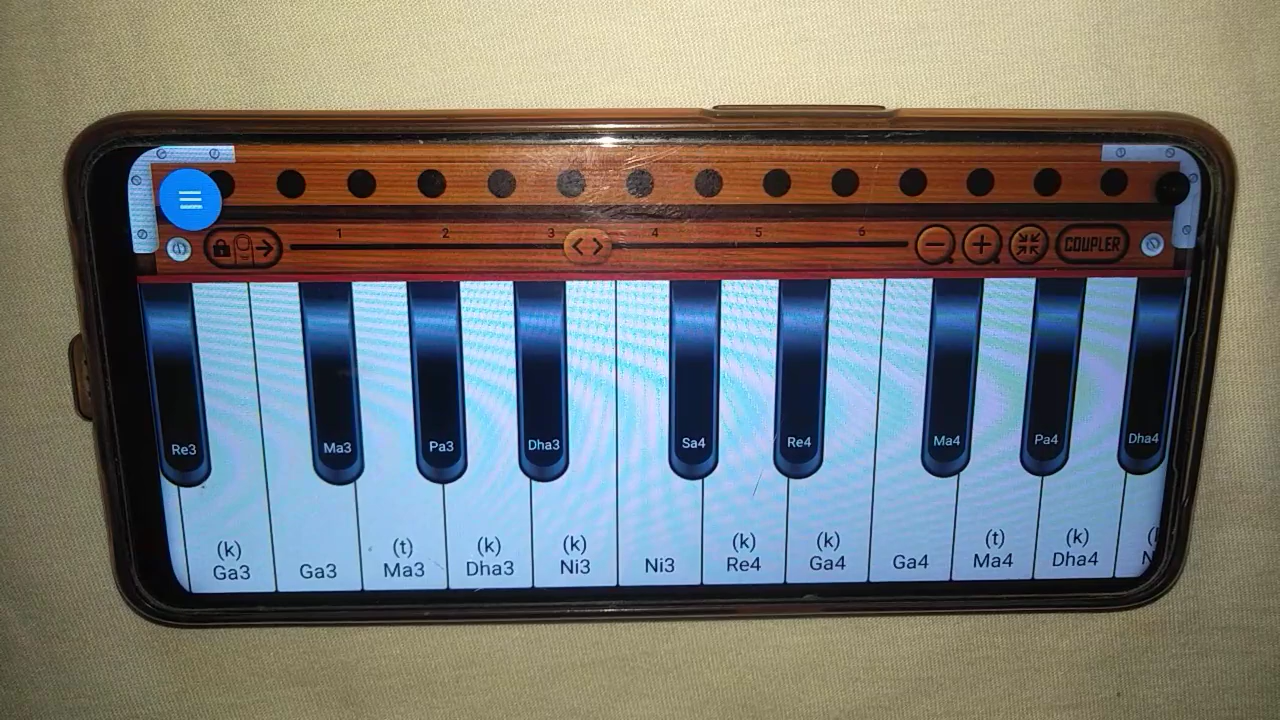 1 2 3 4 5 6
COUPLER
Re3 Ma3 Pa3 Dha3 Sa4 Re4 Ma4 Pa4 Dha4
(k) (t) (k) (k) (k) (k) (t) (k)
Ga3 Ga3 Ma3 Dha3 Ni3 Ni3 Re4 Ga4 Ga4 Ma4 Dha4